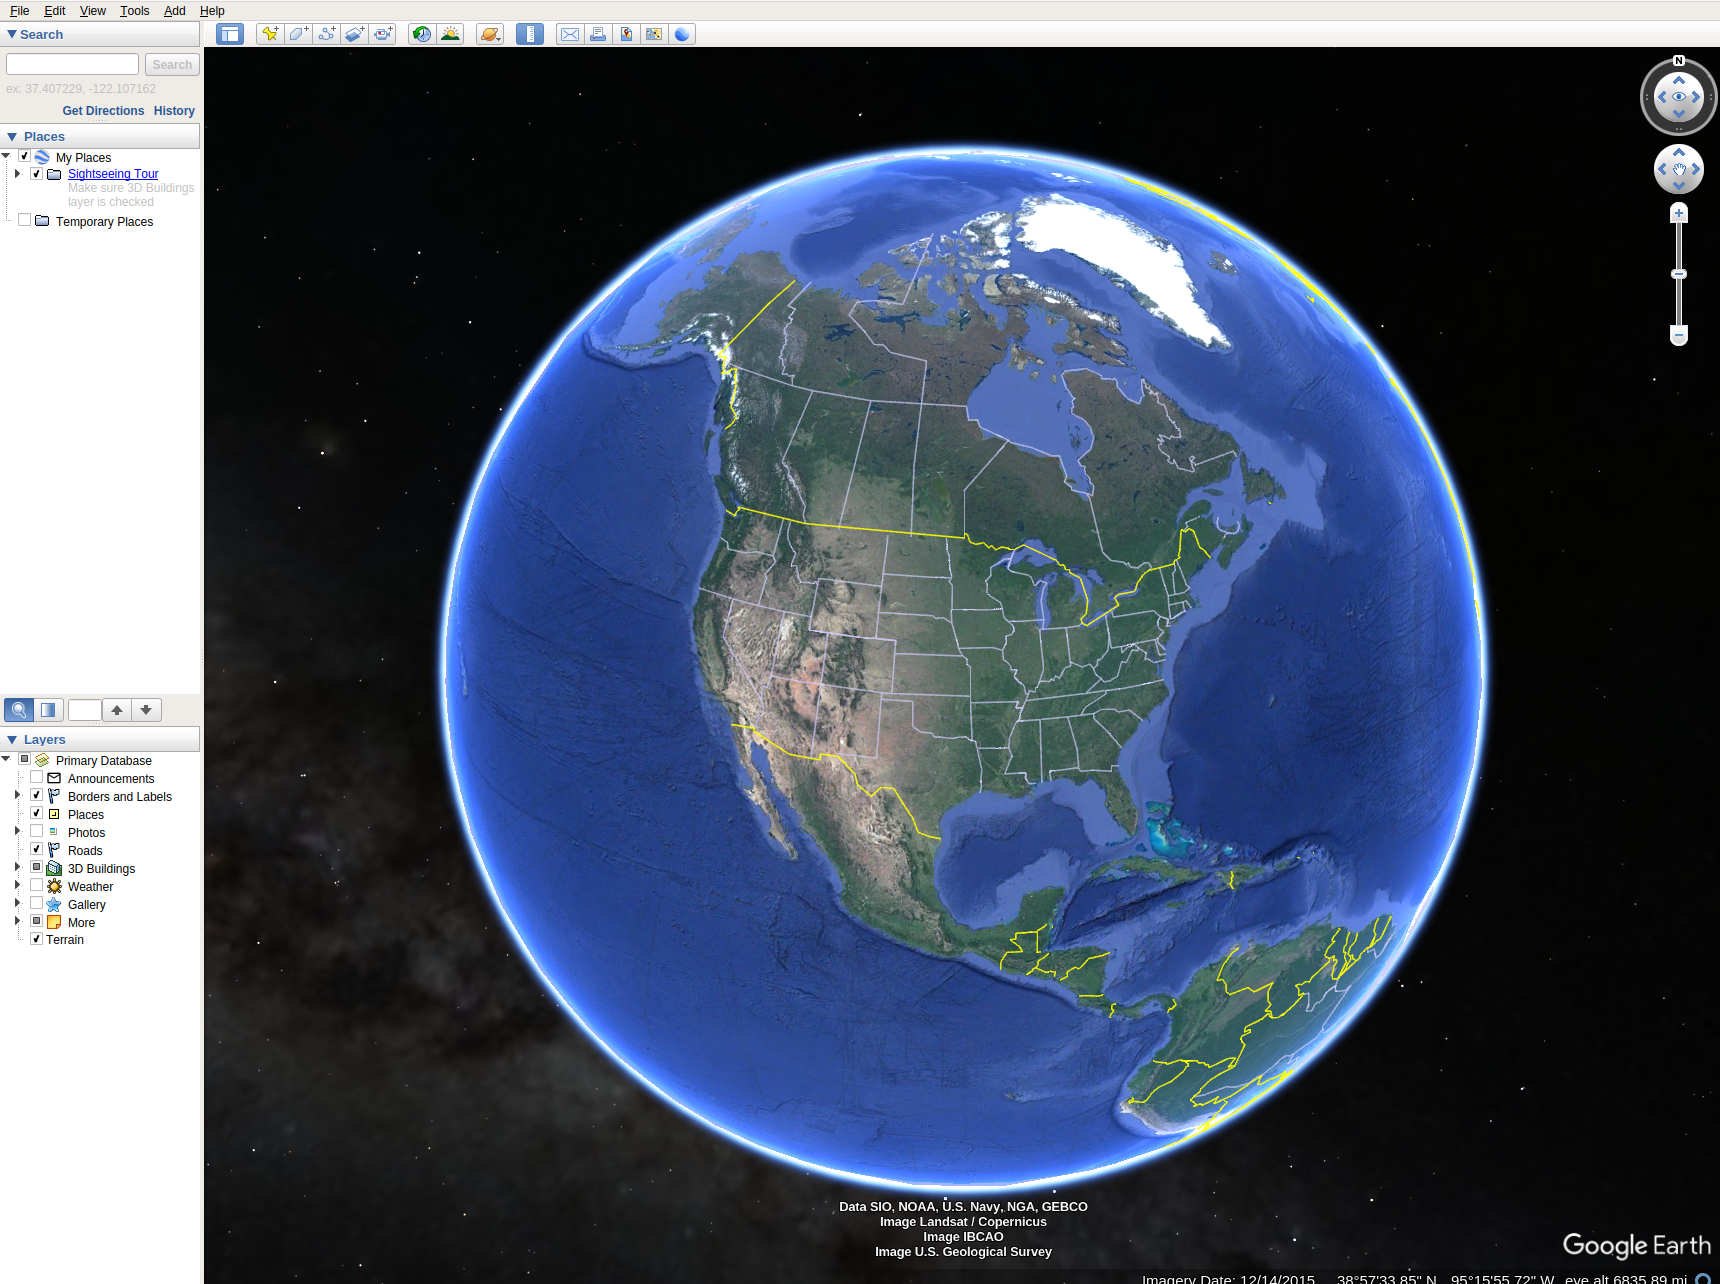 File Edit View Tools Add Help
Search
Search
ex: 37.407229, -122.107162
Get Directions History
Places
My Places
Sightseeing Tour
Make sure 3D Buildings
layer is checked
Temporary Places
Layers
Primary Database
Announcements
Borders and Labels
Places
Photos
Roads
3D Buildings
Weather
Gallery
More
Terrain
N
Data SIO, NOAA, U.S. Navy, NGA, GEBCO
Image Landsat / Copernicus
Image IBCAO
Image U.S. Geological Survey
Google Earth
Imagery Date: 12/14/2015 38°57'33.85" N 95°15'55.72" W eye alt 6835.89 mi